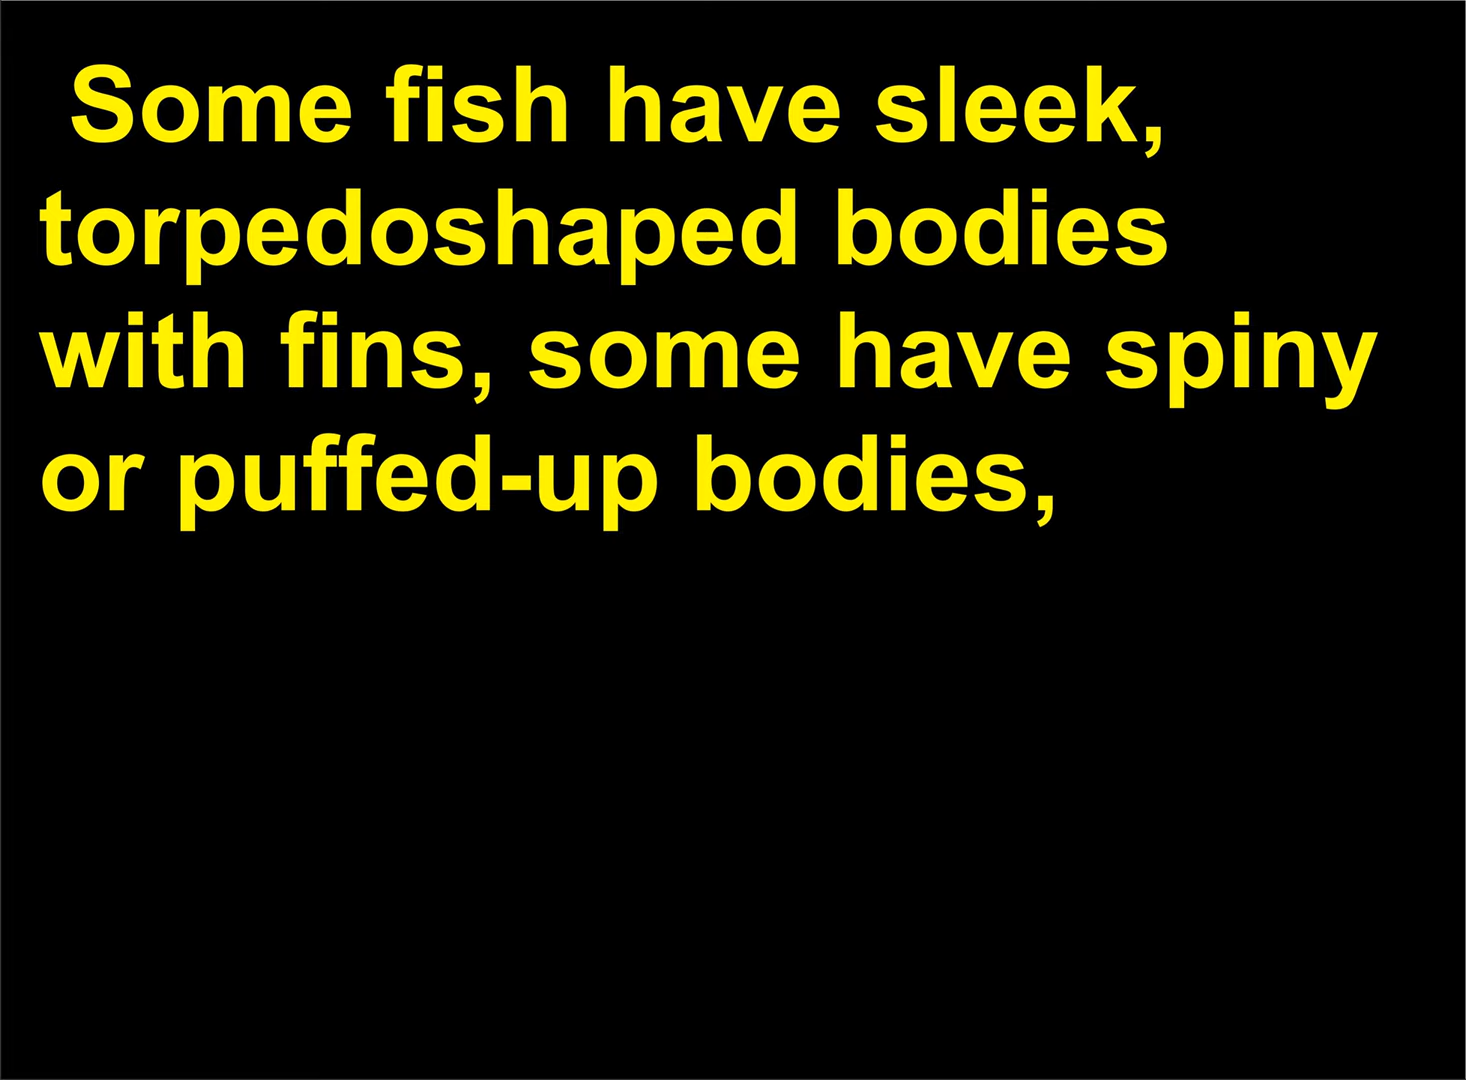 Some fish have sleek,
torpedoshaped bodies
with fins, some have spiny
or puffed-up bodies,